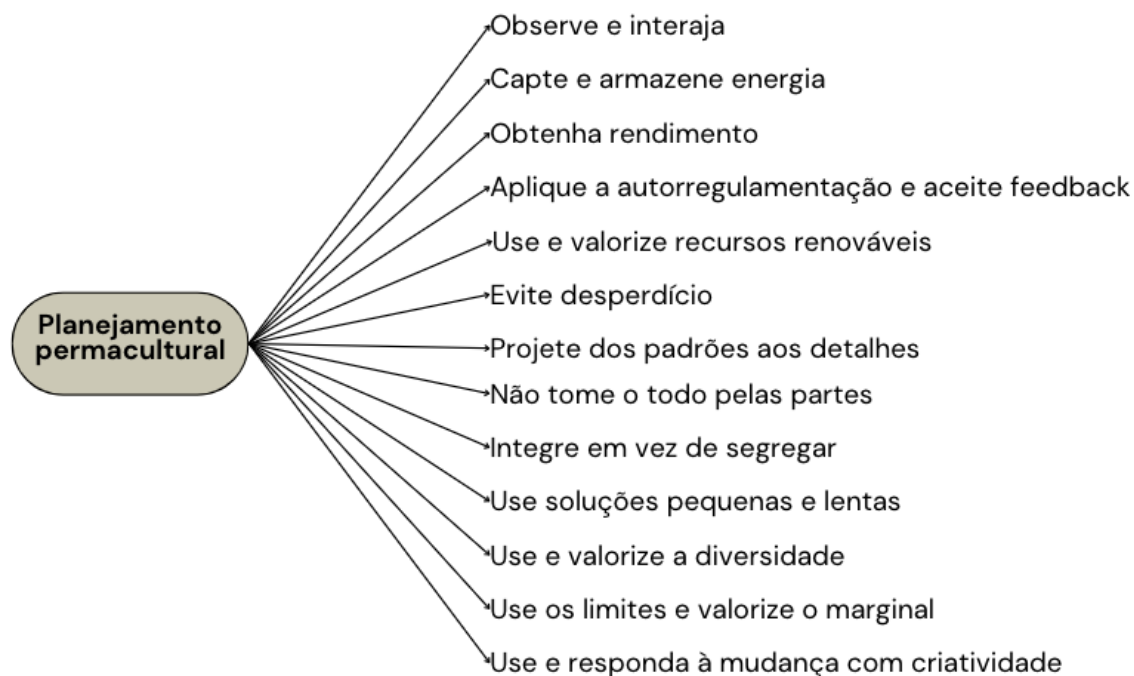 Observe e interaja
Capte e armazene energia
Obtenha rendimento
Aplique a autorregulamentação e aceite feedback
Use e valorize recursos renováveis
Evite desperdício
Planejamento
permacultural
Projete dos padrões aos detalhes
Não tome o todo pelas partes
Integre em vez de segregar
Use soluções pequenas e lentas
Use e valorize a diversidade
Use os limites e valorize o marginal
Use e responda à mudança com criatividade